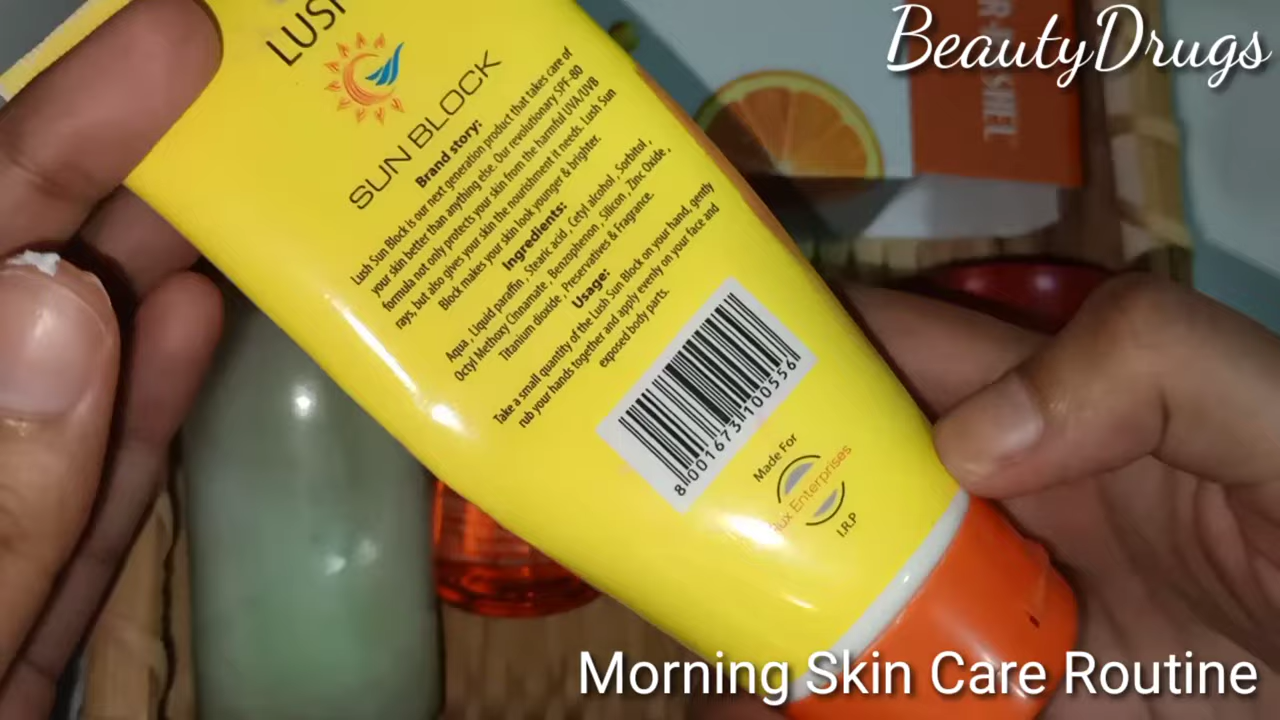 BeautyDrugs
LUSH
SUN BLOCK
Brand story:
Lush Sun Block is our next generation product that takes care of
your skin better than anything else. Our revolutionary SPF-80
formula not only protects your skin from the harmful UVA/UVB
rays, but also gives your skin the nourishment it needs. Lush Sun
Block makes your skin look younger & brighter.
Ingredients:
Aqua , Liquid paraffin , Stearic acid , Cetyl alcohol , Sorbitol ,
Octyl Methoxy Cinnamate , Benzophenon , Silicon , Zinc Oxide ,
Titanium dioxide , Preservatives & Fragrance.
Usage:
Take a small quantity of the Lush Sun Block on your hand, gently
rub your hands together and apply evenly on your face and
exposed body parts.
8001673100556
Made For
Enterprises
I.R.P
Morning Skin Care Routine